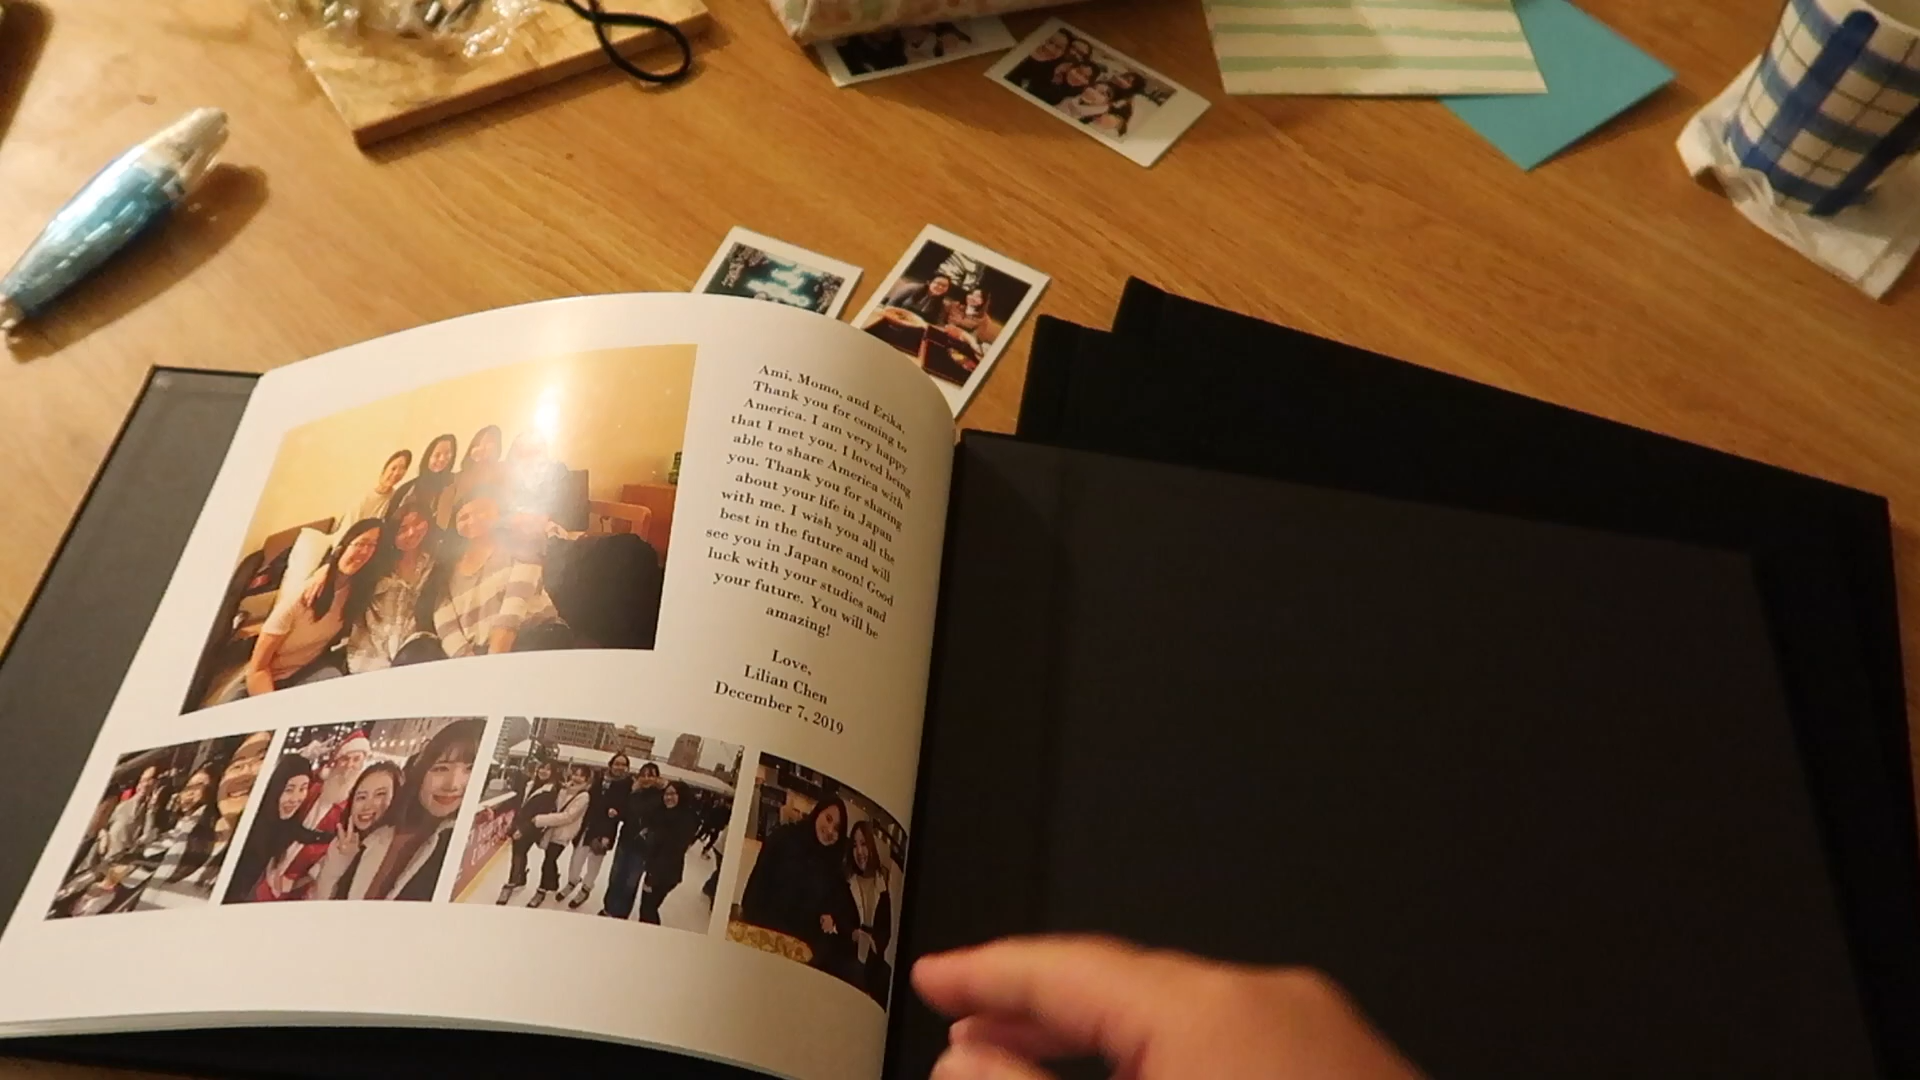 Ami, Momo, and Erika,
Thank you for coming to
America. I am very happy
that I met you. I loved being
able to share America with
you. Thank you for sharing
about your life in Japan
with me. I wish you all the
best in the future and will
see you in Japan soon! Good
luck with your studies and
your future. You will be
amazing!
Love,
Lilian Chen
December 7, 2019